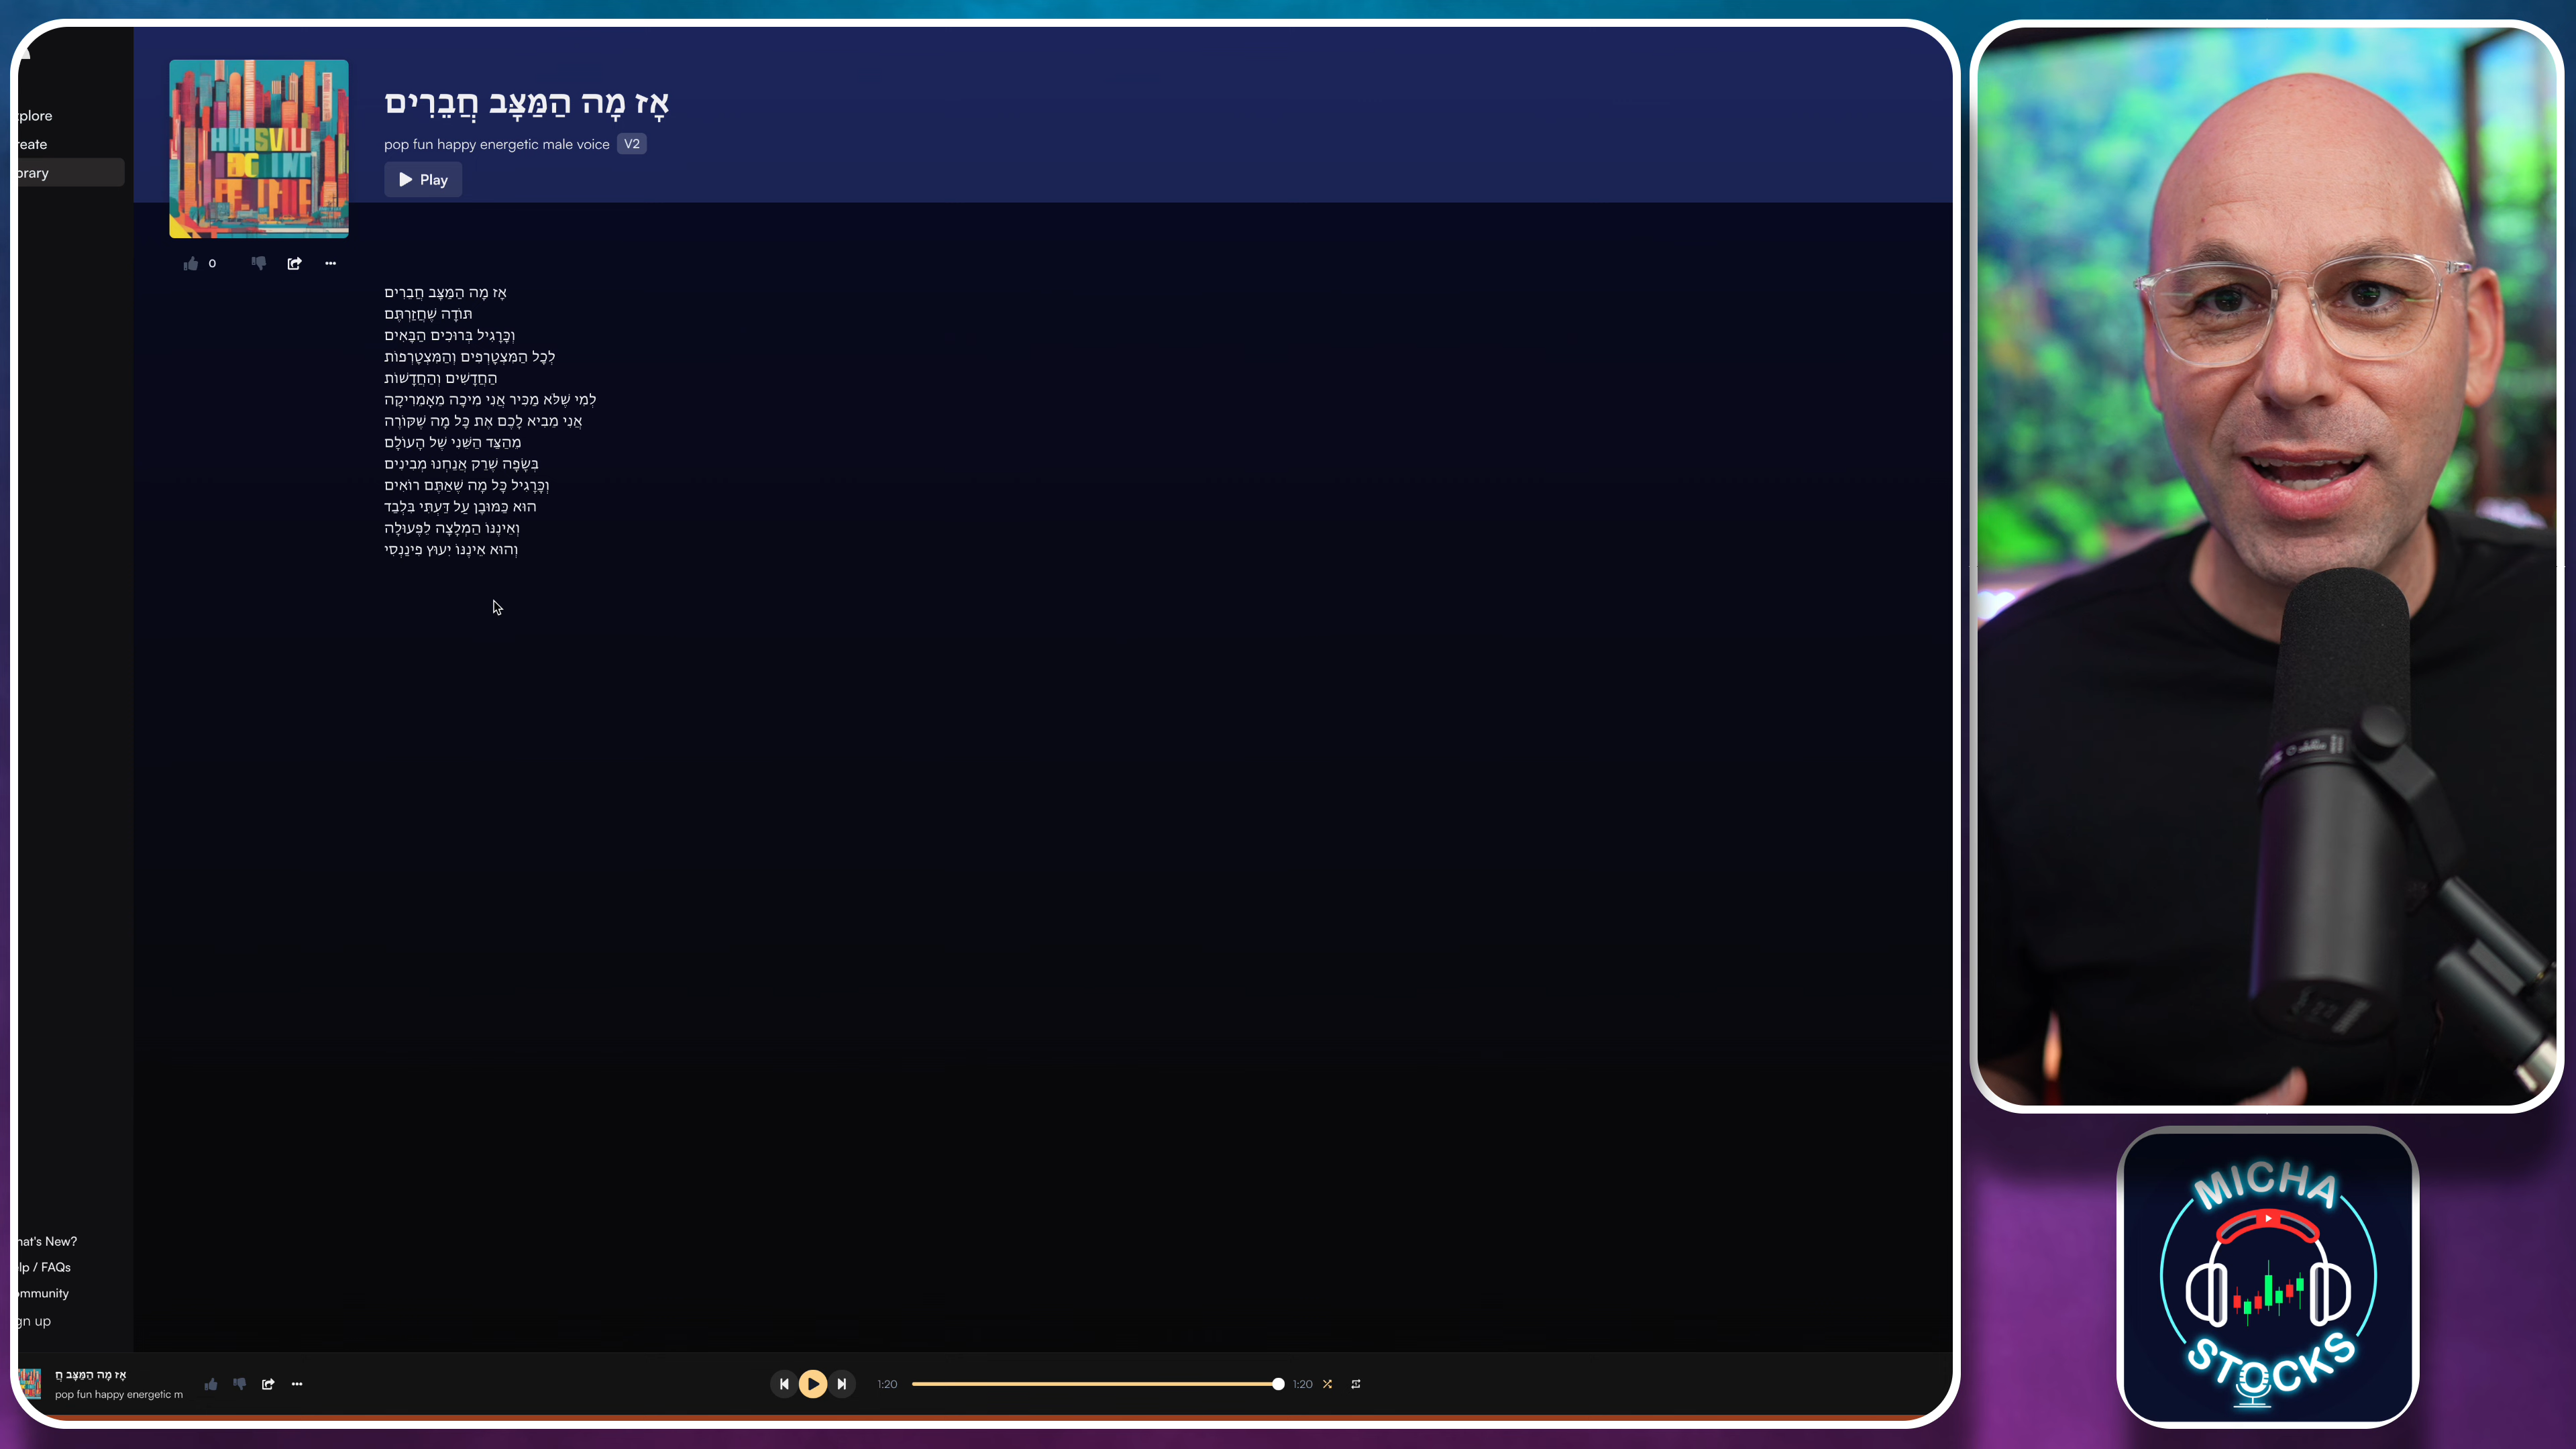 אָז מָה הַמַּצָּב חֲבֵרִים
pop fun happy energetic male voice V2
Play
plore
reate
brary
0
אָז מָה הַמַּצָּב חֲבֵרִים
תּוֹדָה שֶׁחֲזַרְתֶּם
וְכָּרָגִיל בְּרוּכִים הַבָּאִים
לְכָל הַמִּצְטָרְפִים וְהַמִּצְטָרְפוֹת
הַחֲדָשִׁים וְהַחֲדָשׁוֹת
לְמִי שֶׁלֹּא מַכִּיר אֲנִי מִיכָה מֵאָמֵרִיקָה
אֲנִי מֵבִיא לָכֶם אֶת כָּל מָה שֶׁקּוֹרֶה
מֵהַצַּד הַשֵּׁנִי שֶׁל הָעוֹלָם
בְּשָׂפָה שֶׁרַק אֲנַחְנוּ מְבִינִים
וְכָּרָגִיל כָּל מָה שֶׁאַתֶּם רוֹאִים
הוּא כַּמּוּבָן עַל דַּעְתִּי בִּלְבַד
וְאֵינֶנּוֹ הַמְלָצָה לִפְעוּלָּה
וְהוּא אֵינֶנּוֹ יִעוּץ פִינַנְסִי
hat's New?
lp / FAQs
mmunity
gn up
אָז מָה הַמַּצָּב חֲ
pop fun happy energetic m
1:20
1:20
MICHA
STOCKS